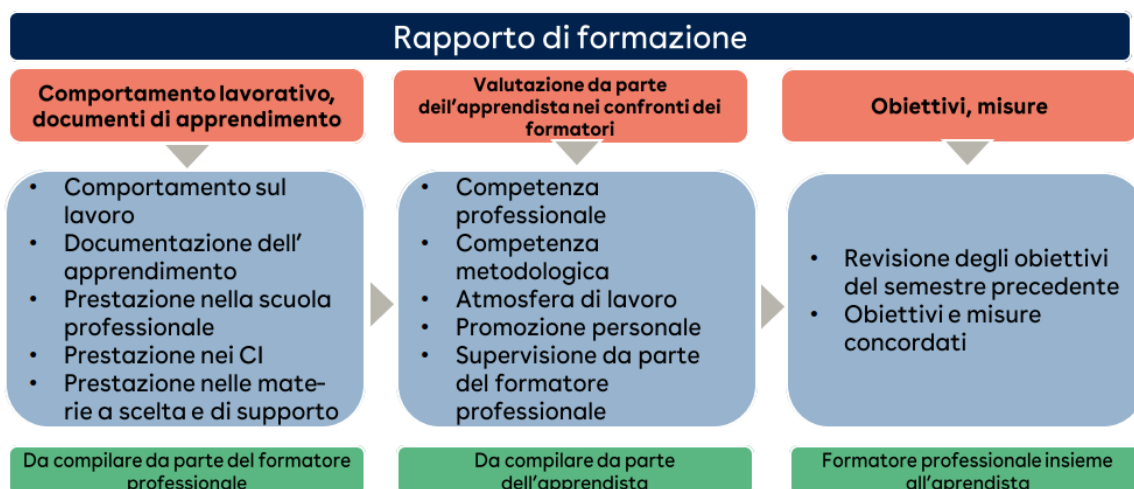 Rapporto di formazione
Comportamento lavorativo,
documenti di apprendimento
• Comportamento sul
lavoro
• Documentazione dell'
apprendimento
• Prestazione nella scuola
professionale
• Prestazione nei CI
• Prestazione nelle mate-
rie a scelta e di supporto
Da compilare da parte del formatore
professionale
Valutazione da parte
deil'apprendista nei confronti dei
formatori
• Competenza
professionale
• Competenza
metodologica
• Atmosfera di lavoro
• Promozione personale
• Supervisione da parte
del formatore
professionale
Da compilare da parte
dell'apprendista
Obiettivi, misure
• Revisione degli obiettivi
del semestre precedente
• Obiettivi e misure
concordati
Formatore professionale insieme
all'aprendista